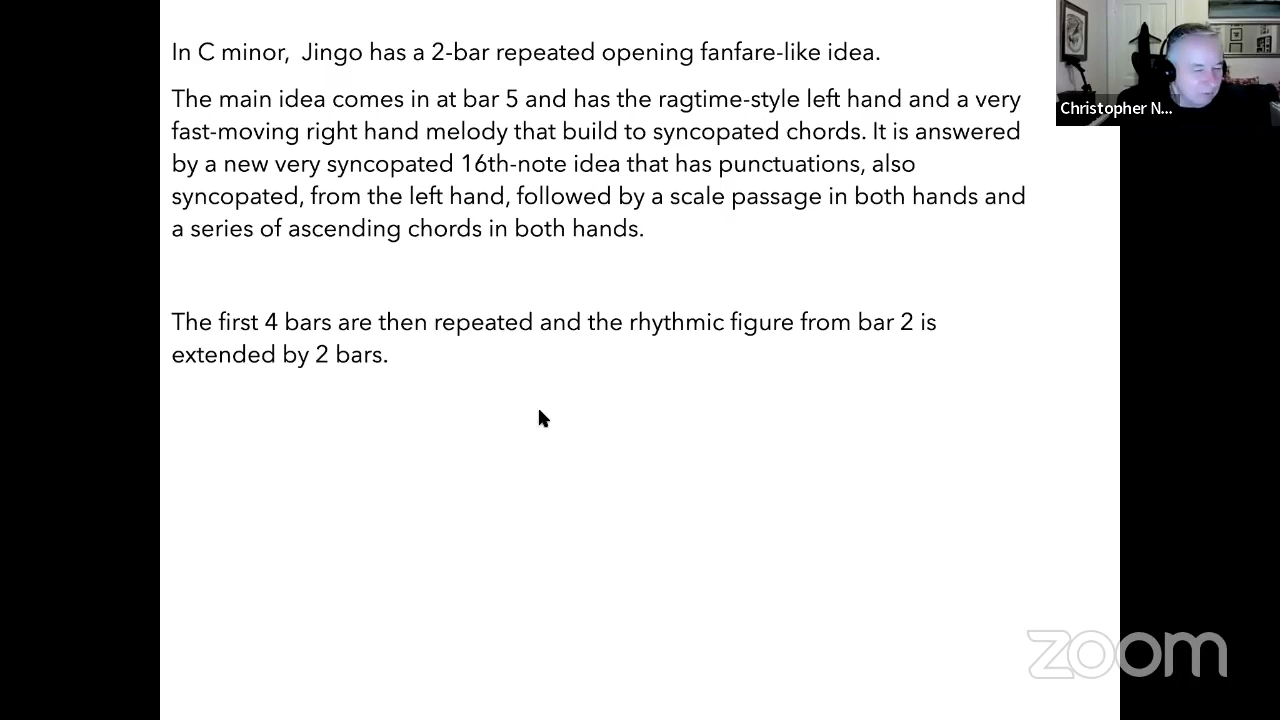 In C minor, Jingo has a 2-bar repeated opening fanfare-like idea.
The main idea comes in at bar 5 and has the ragtime-style left hand and a very
fast-moving right hand melody that build to syncopated chords. It is answered
by a new very syncopated 16th-note idea that has punctuations, also
syncopated, from the left hand, followed by a scale passage in both hands and
a series of ascending chords in both hands.
The first 4 bars are then repeated and the rhythmic figure from bar 2 is
extended by 2 bars.
Christopher N...
zoom